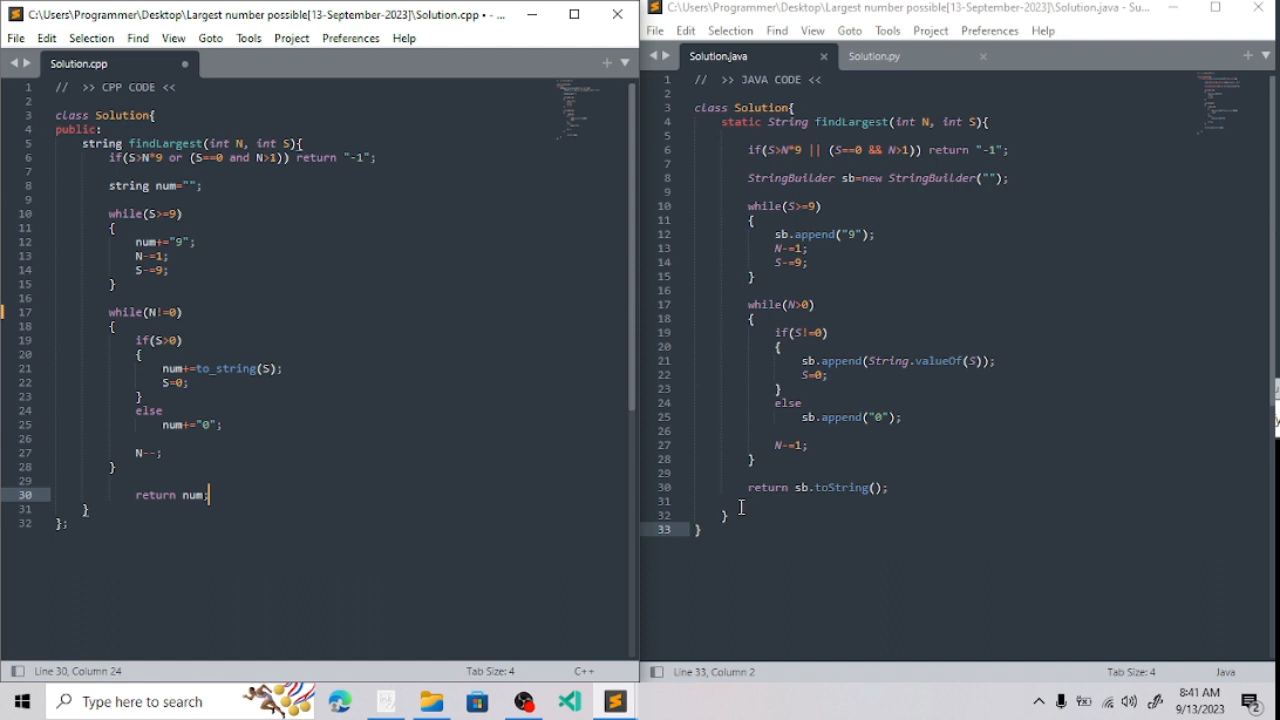 C:\Users\Programmer\Desktop\Largest number possible[13-September-2023]\Solution.cpp • - ...
File Edit Selection Find View Goto Tools Project Preferences Help
Solution.cpp
1 // >> CPP CODE <<
2
3 class Solution{
4 public:
5 string findLargest(int N, int S){
6 if(S>N*9 or (S==0 and N>1)) return "-1";
7
8 string num="";
9
10 while(S>=9)
11 {
12 num+="9";
13 N-=1;
14 S-=9;
15 }
16
17 while(N!=0)
18 {
19 if(S>0)
20 {
21 num+=to_string(S);
22 S=0;
23 }
24 else
25 num+="0";
26
27 N--;
28 }
29
30 return num;
31 }
32 };
Line 30, Column 24 Tab Size: 4 C++
C:\Users\Programmer\Desktop\Largest number possible[13-September-2023]\Solution.java - Su...
File Edit Selection Find View Goto Tools Project Preferences Help
Solution.java Solution.py
1 // >> JAVA CODE <<
2
3 class Solution{
4 static String findLargest(int N, int S){
5
6 if(S>N*9 || (S==0 && N>1)) return "-1";
7
8 StringBuilder sb=new StringBuilder("");
9
10 while(S>=9)
11 {
12 sb.append("9");
13 N-=1;
14 S-=9;
15 }
16
17 while(N>0)
18 {
19 if(S!=0)
20 {
21 sb.append(String.valueOf(S));
22 S=0;
23 }
24 else
25 sb.append("0");
26
27 N-=1;
28 }
29
30 return sb.toString();
31
32 }
33 }
Line 33, Column 2 Tab Size: 4 Java
Type here to search
8:41 AM
9/13/2023
2